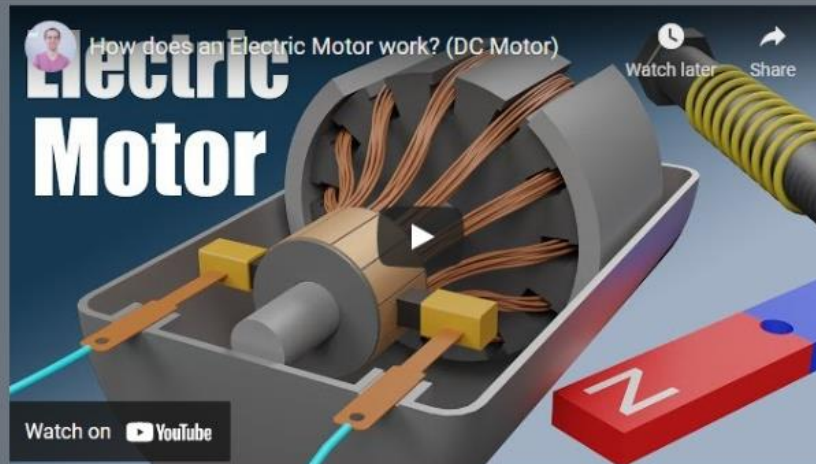 How does an Electric Motor work? (DC Motor)
Watch later
Share
Electric
Motor
N
Watch on YouTube